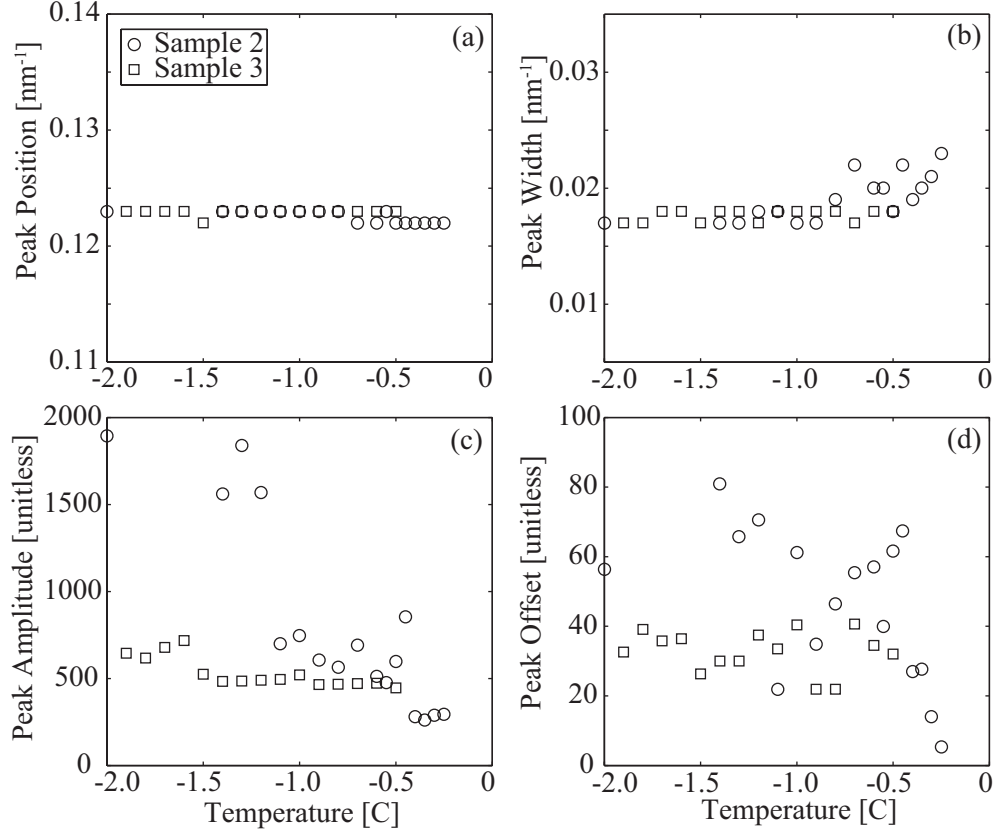 0.14
0.13
0.12
0.11
Peak Position [nm⁻¹]
Sample 2
Sample 3
(a)
-2.0 -1.5 -1.0 -0.5 0
0.03
0.02
0.01
Peak Width [nm⁻¹]
(b)
-2.0 -1.5 -1.0 -0.5 0
2000
1500
1000
500
0
Peak Amplitude [unitless]
(c)
-2.0 -1.5 -1.0 -0.5 0
Temperature [C]
100
80
60
40
20
0
Peak Offset [unitless]
(d)
-2.0 -1.5 -1.0 -0.5 0
Temperature [C]